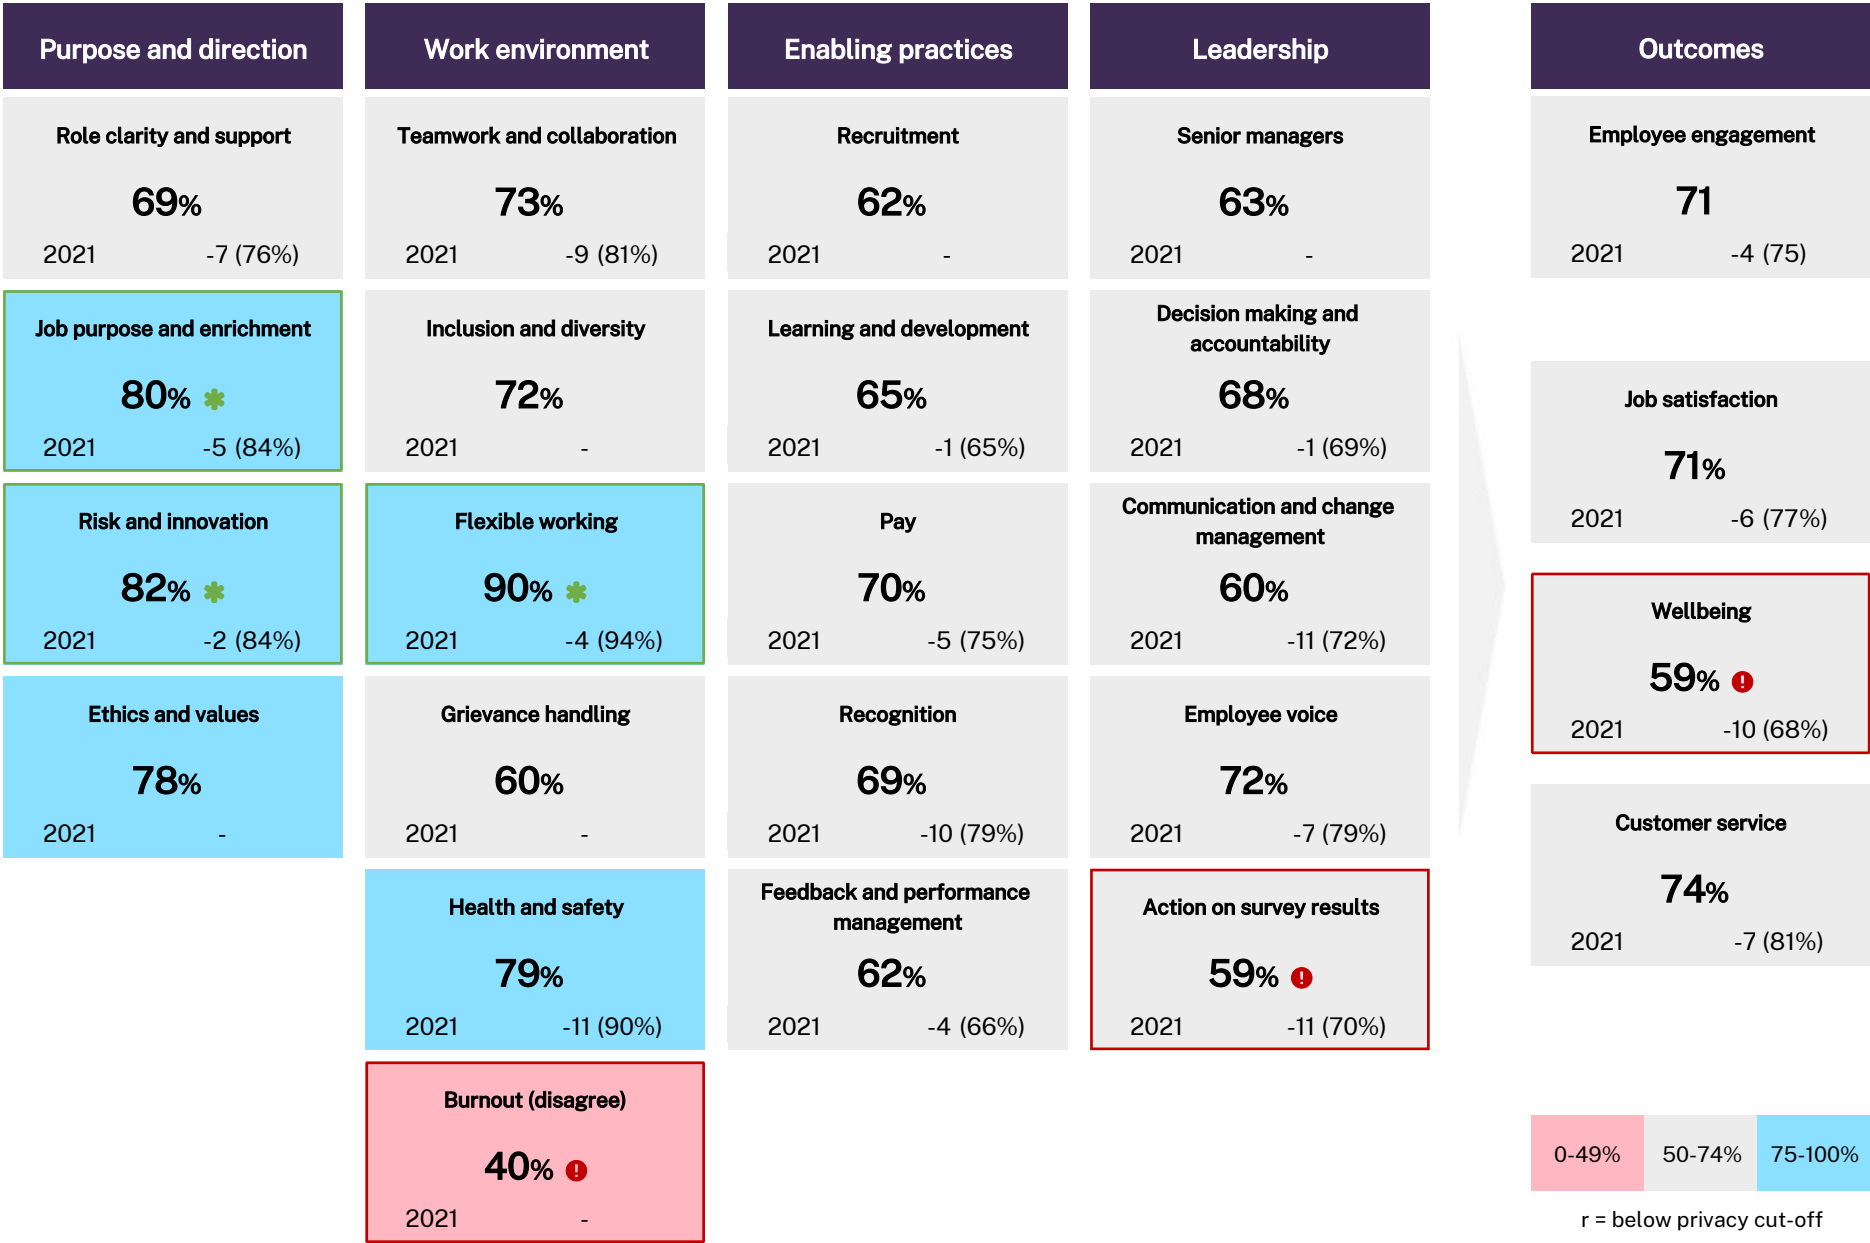 Purpose and direction
Role clarity and support
69%
2021 -7 (76%)
Job purpose and enrichment
80%
2021 -5 (84%)
Risk and innovation
82%
2021 -2 (84%)
Ethics and values
78%
2021 -
Work environment
Teamwork and collaboration
73%
2021 -9 (81%)
Inclusion and diversity
72%
2021 -
Flexible working
90%
2021 -4 (94%)
Grievance handling
60%
2021 -
Health and safety
79%
2021 -11 (90%)
Burnout (disagree)
40%
2021 -
Enabling practices
Recruitment
62%
2021 -
Learning and development
65%
2021 -1 (65%)
Pay
70%
2021 -5 (75%)
Recognition
69%
2021 -10 (79%)
Feedback and performance
management
62%
2021 -4 (66%)
Leadership
Senior managers
63%
2021 -
Decision making and
accountability
68%
2021 -1 (69%)
Communication and change
management
60%
2021 -11 (72%)
Employee voice
72%
2021 -7 (79%)
Action on survey results
59%
2021 -11 (70%)
Outcomes
Employee engagement
71
2021 -4 (75)
Job satisfaction
71%
2021 -6 (77%)
Wellbeing
59%
2021 -10 (68%)
Customer service
74%
2021 -7 (81%)
0-49% 50-74% 75-100%
r = below privacy cut-off